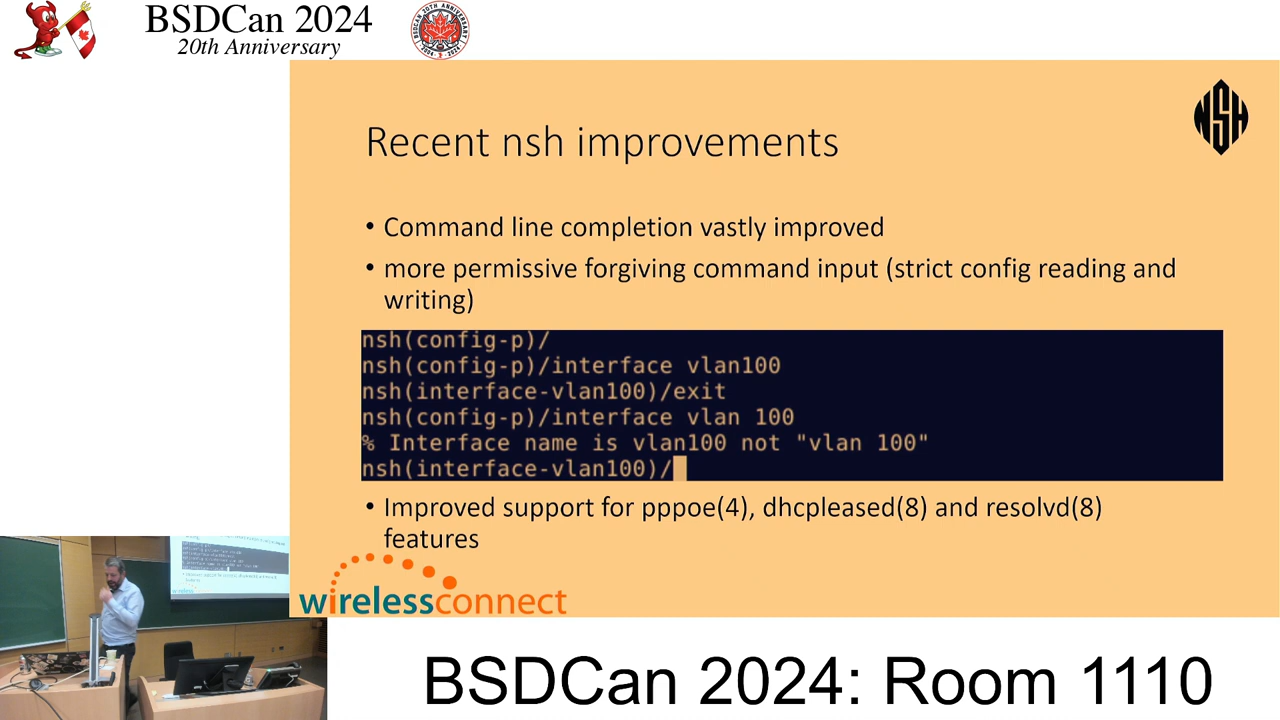 BSDCan 2024
20th Anniversary
NSH
Recent nsh improvements
• Command line completion vastly improved
• more permissive forgiving command input (strict config reading and
writing)
nsh(config-p)/
nsh(config-p)/interface vlan100
nsh(interface-vlan100)/exit
nsh(config-p)/interface vlan 100
% Interface name is vlan100 not "vlan 100"
nsh(interface-vlan100)/
• Improved support for pppoe(4), dhcpleased(8) and resolvd(8)
features
wirelessconnect
BSDCan 2024: Room 1110